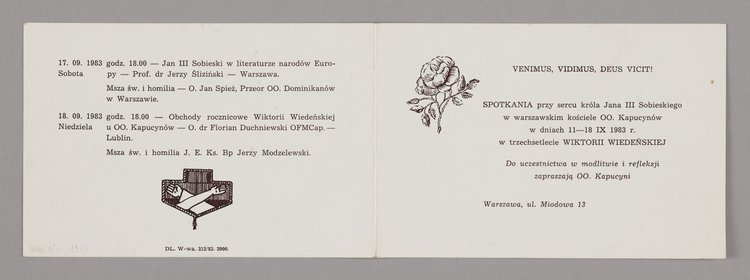 17. 09. 1983 godz. 18.00 — Jan III Sobieski w literaturze narodów Euro-
Sobota py — Prof. dr Jerzy Śliziński — Warszawa.
Msza św. i homilia — O. Jan Spież, Przeor OO. Dominikanów
w Warszawie.
18. 09. 1983 godz. 18.00 — Obchody rocznicowe Wiktorii Wiedeńskiej
Niedziela u OO. Kapucynów — O. dr Florian Duchniewski OFMCap. —
Lublin.
Msza św. i homilia J. E. Ks. Bp Jerzy Modzelewski.
DL. W-wa. 212/83. 2000.
VENIMUS, VIDIMUS, DEUS VICIT!
SPOTKANIA przy sercu króla Jana III Sobieskiego
w warszawskim kościele OO. Kapucynów
w dniach 11—18 IX 1983 r.
w trzechsetlecie WIKTORII WIEDEŃSKIEJ
Do uczestnictwa w modlitwie i refleksji
zapraszają OO. Kapucyni
Warszawa, ul. Miodowa 13